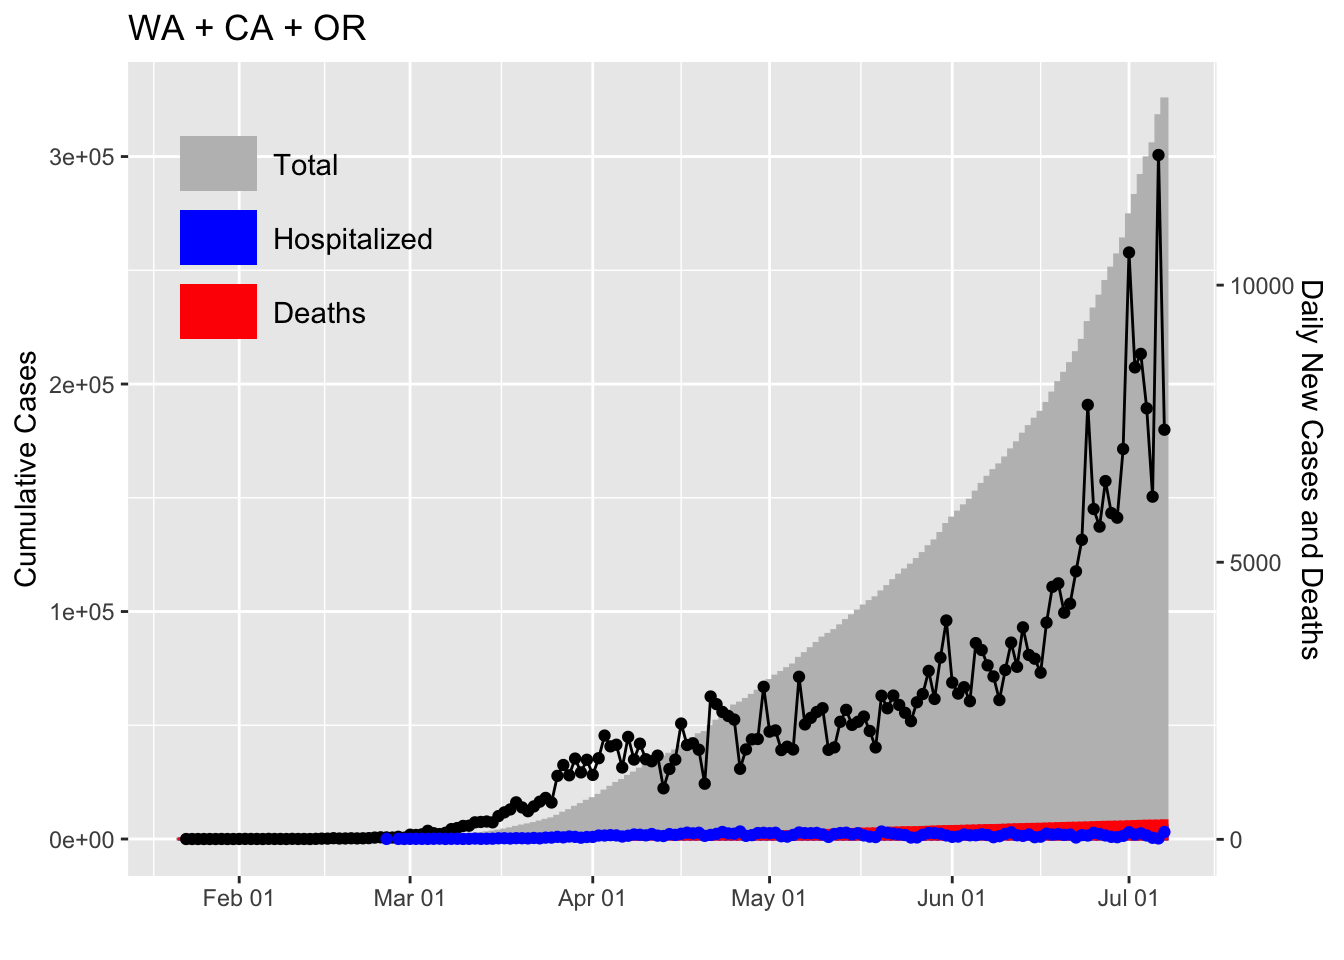 WA + CA + OR
Total
Hospitalized
Deaths
Cumulative Cases
3e+05
2e+05
1e+05
0e+00
Daily New Cases and Deaths
10000
5000
0
Feb 01
Mar 01
Apr 01
May 01
Jun 01
Jul 01